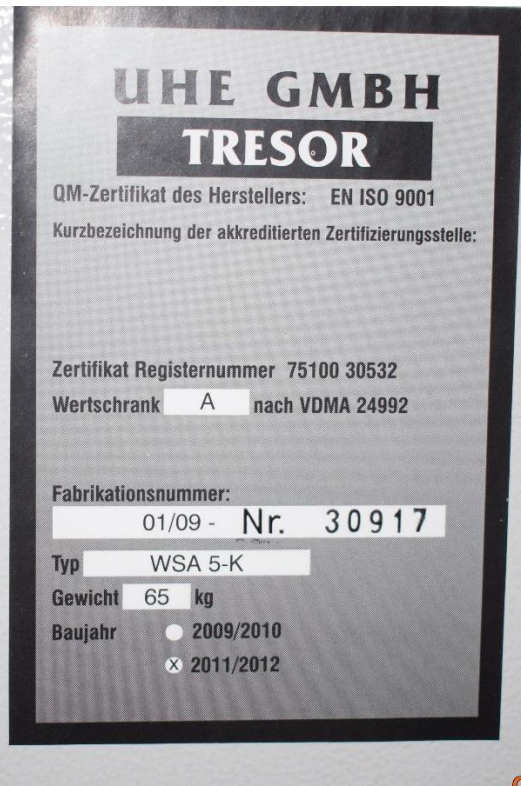 UHE GMBH
TRESOR
QM-Zertifikat des Herstellers: EN ISO 9001
Kurzbezeichnung der akkreditierten Zertifizierungsstelle:
Zertifikat Registernummer 75100 30532
Wertschrank A nach VDMA 24992
Fabrikationsnummer:
01/09 - Nr. 30917
Typ WSA 5-K
Gewicht 65 kg
Baujahr 2009/2010
X 2011/2012